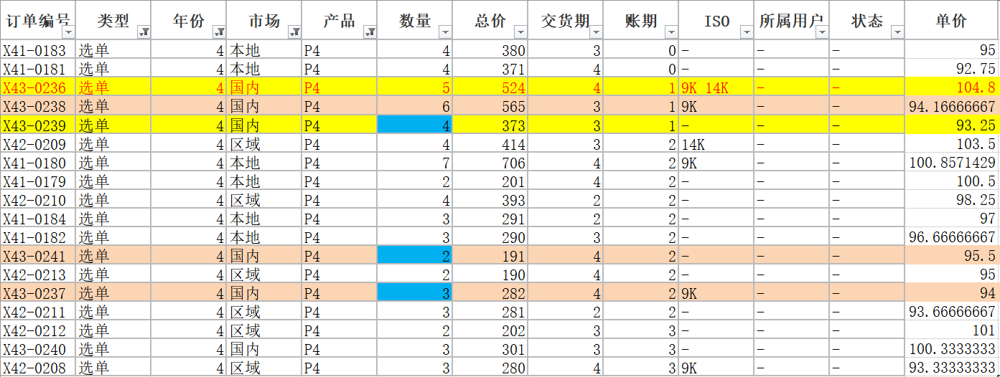 订单编号 类型 年份 市场 产品 数量 总价 交货期 账期 ISO 所属用户 状态 单价
X41-0183 选单 4 本地 P4 4 380 3 0 - - - 95
X41-0181 选单 4 本地 P4 4 371 4 0 - - - 92.75
X43-0236 选单 4 国内 P4 5 524 4 1 9K 14K - - 104.8
X43-0238 选单 4 国内 P4 6 565 3 1 9K - - 94.16666667
X43-0239 选单 4 国内 P4 4 373 3 1 - - - 93.25
X42-0209 选单 4 区域 P4 4 414 3 2 14K - - 103.5
X41-0180 选单 4 本地 P4 7 706 4 2 9K - - 100.8571429
X41-0179 选单 4 本地 P4 2 201 4 2 - - - 100.5
X42-0210 选单 4 区域 P4 4 393 2 2 - - - 98.25
X41-0184 选单 4 本地 P4 3 291 2 2 - - - 97
X41-0182 选单 4 本地 P4 3 290 3 2 - - - 96.66666667
X43-0241 选单 4 国内 P4 2 191 4 2 - - - 95.5
X42-0213 选单 4 区域 P4 2 190 4 2 - - - 95
X43-0237 选单 4 国内 P4 3 282 4 2 9K - - 94
X42-0211 选单 4 区域 P4 3 281 2 2 - - - 93.66666667
X42-0212 选单 4 区域 P4 2 202 3 3 - - - 101
X43-0240 选单 4 国内 P4 3 301 3 3 - - - 100.3333333
X42-0208 选单 4 区域 P4 3 280 4 3 9K - - 93.33333333